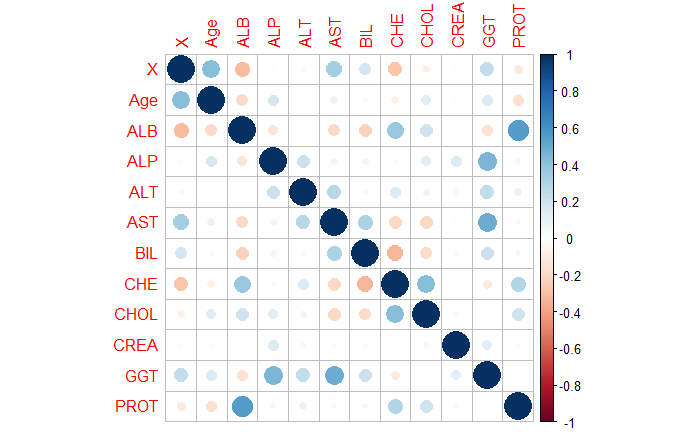 X Age ALB ALP ALT AST BIL CHE CHOL CREA GGT PROT
X
Age
ALB
ALP
ALT
AST
BIL
CHE
CHOL
CREA
GGT
PROT
1
0.8
0.6
0.4
0.2
0
-0.2
-0.4
-0.6
-0.8
-1